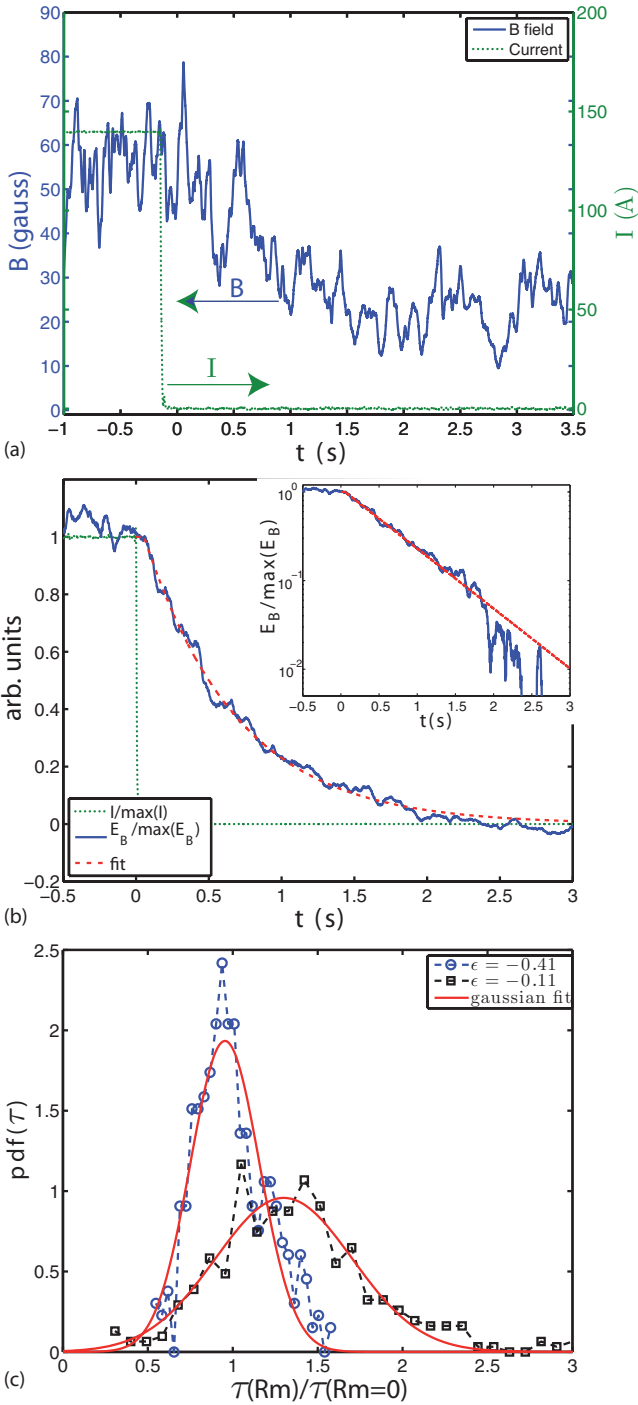 90
80
70
60
50
40
30
20
10
0
B (gauss)
200
150
100
50
0
I (A)
B field
Current
B
I
-1 -0.5 0 0.5 1 1.5 2 2.5 3 3.5
(a)
t (s)
1
0.8
0.6
0.4
0.2
0
-0.2
arb. units
I/max(I)
E_B/max(E_B)
fit
10^0
10^-1
10^-2
E_B/max(E_B)
-0.5 0 0.5 1 1.5 2 2.5 3
t(s)
-0.5 0 0.5 1 1.5 2 2.5 3
(b)
t (s)
2.5
2
1.5
1
0.5
0
pdf(τ)
ϵ = −0.41
ϵ = −0.11
gaussian fit
0 0.5 1 1.5 2 2.5 3
(c)
τ(Rm)/τ(Rm=0)